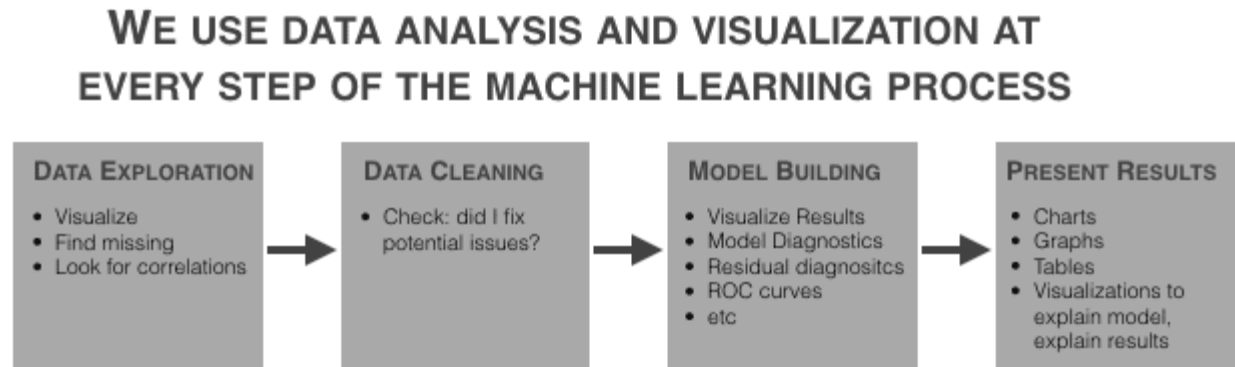 WE USE DATA ANALYSIS AND VISUALIZATION AT
EVERY STEP OF THE MACHINE LEARNING PROCESS
DATA EXPLORATION
• Visualize
• Find missing
• Look for correlations
DATA CLEANING
• Check: did I fix
potential issues?
MODEL BUILDING
• Visualize Results
• Model Diagnostics
• Residual diagnositcs
• ROC curves
• etc
PRESENT RESULTS
• Charts
• Graphs
• Tables
• Visualizations to
explain model,
explain results